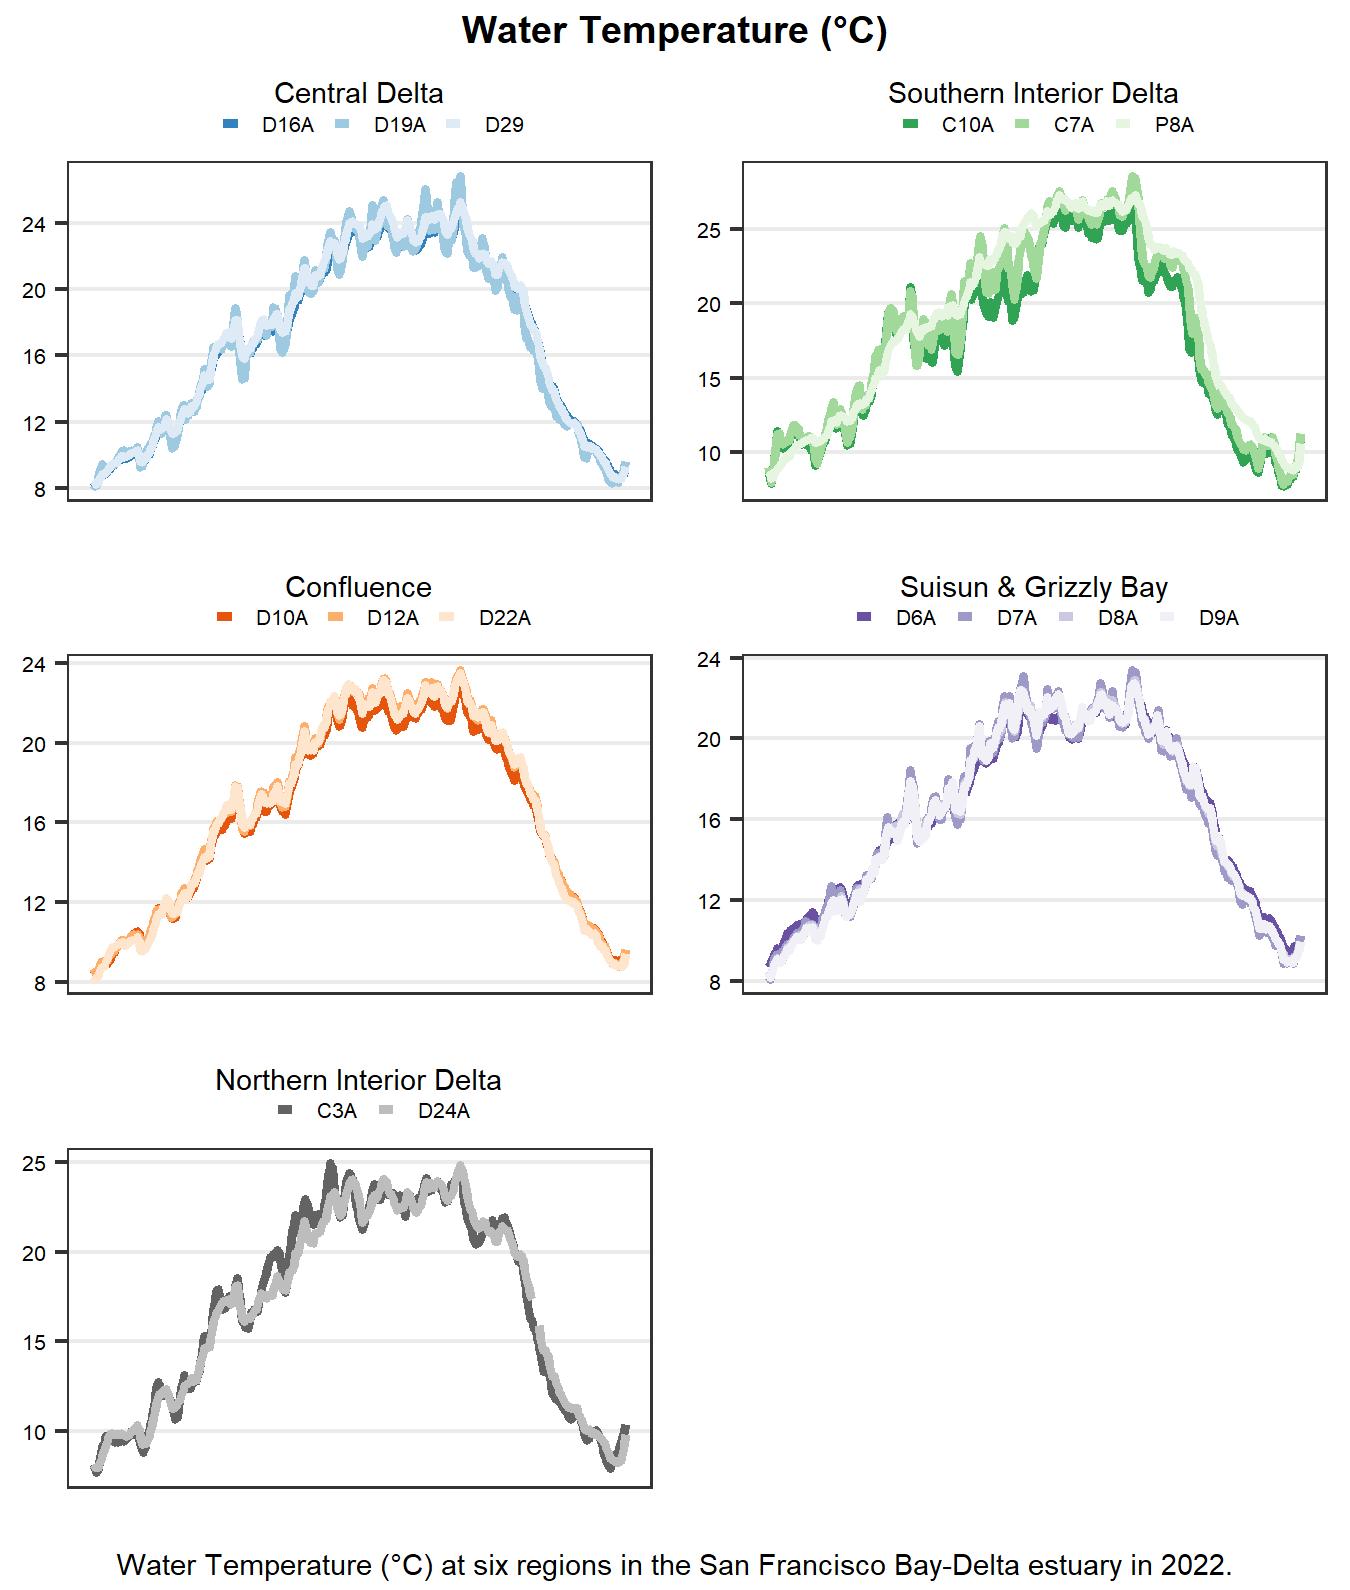 Water Temperature (°C)
Central Delta
D16A D19A D29
24
20
16
12
8
Southern Interior Delta
C10A C7A P8A
25
20
15
10
Confluence
D10A D12A D22A
24
20
16
12
8
Suisun & Grizzly Bay
D6A D7A D8A D9A
24
20
16
12
8
Northern Interior Delta
C3A D24A
25
20
15
10
Water Temperature (°C) at six regions in the San Francisco Bay-Delta estuary in 2022.